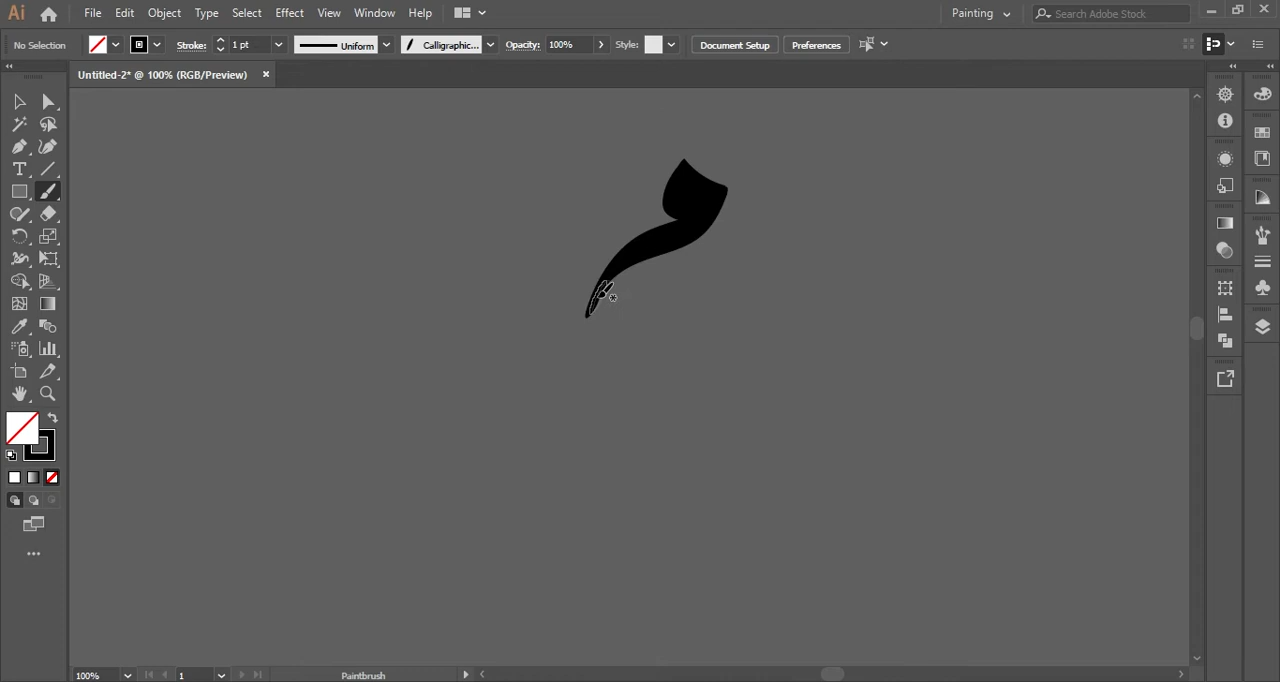 Ai File Edit Object Type Select Effect View Window Help Painting Search Adobe Stock
No Selection Stroke: 1 pt Uniform Calligraphic... Opacity: 100% Style: Document Setup Preferences
Untitled-2* @ 100% (RGB/Preview)
100% 1 Paintbrush